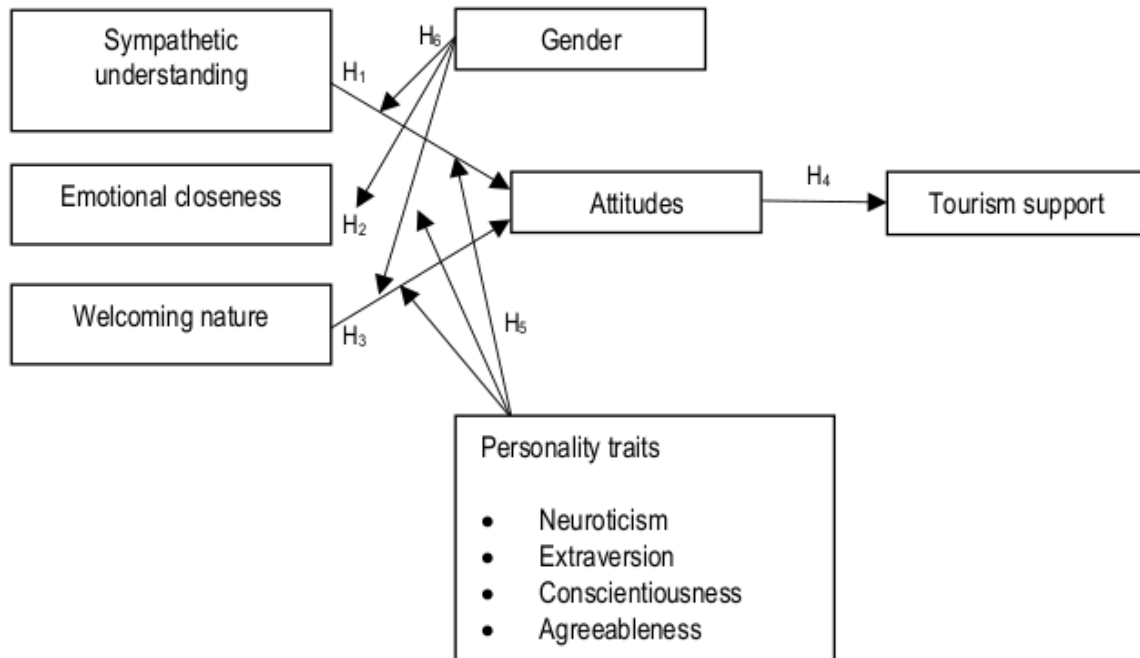 Sympathetic
understanding
H₁
H₆
Gender
Emotional closeness
H₂
Attitudes
H₄
Tourism support
Welcoming nature
H₃
H₅
Personality traits
• Neuroticism
• Extraversion
• Conscientiousness
• Agreeableness